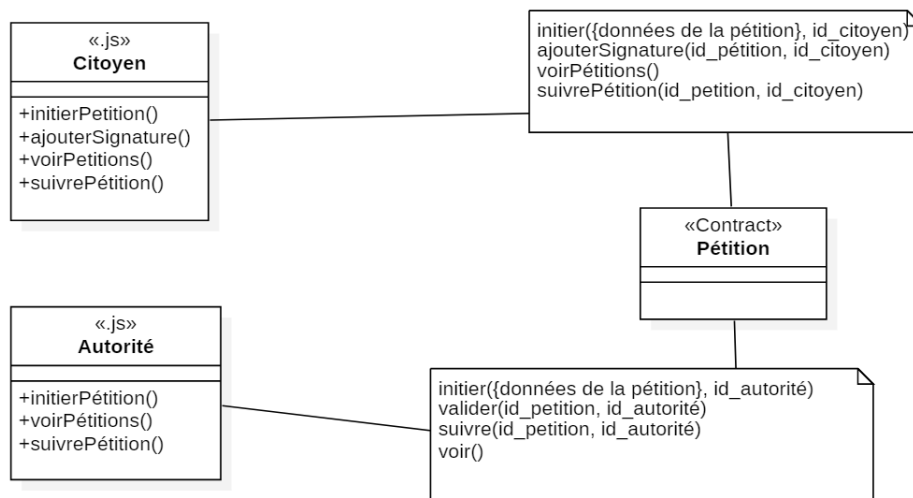 «.js»
Citoyen
+initierPetition()
+ajouterSignature()
+voirPetitions()
+suivrePétition()
initier({données de la pétition}, id_citoyen)
ajouterSignature(id_pétition, id_citoyen)
voirPétitions()
suivrePétition(id_petition, id_citoyen)
«Contract»
Pétition
«.js»
Autorité
+initierPétition()
+voirPétitions()
+suivrePétition()
initier({données de la pétition}, id_autorité)
valider(id_petition, id_autorité)
suivre(id_petition, id_autorité)
voir()